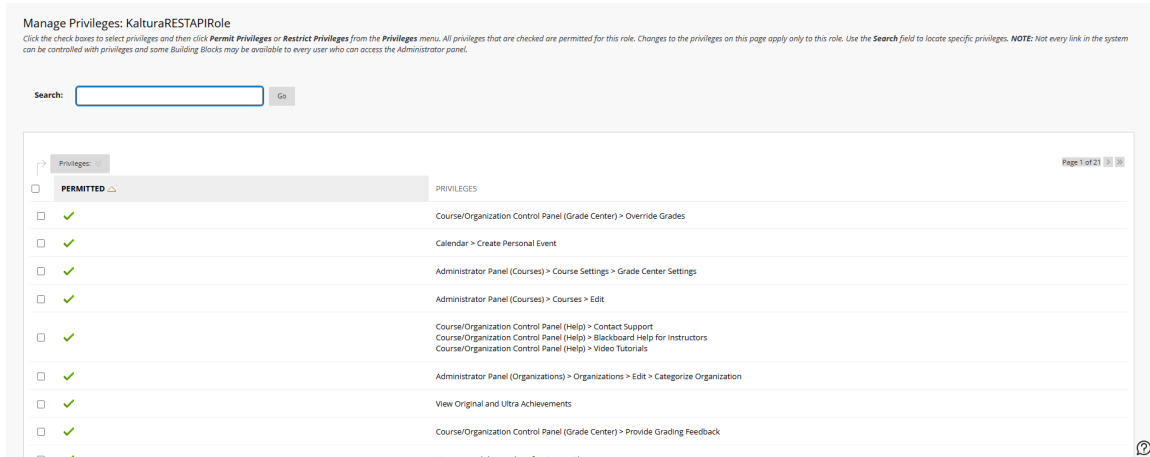 Manage Privileges: KalturaRESTAPIRole
Click the check boxes to select privileges and then click Permit Privileges or Restrict Privileges from the Privileges menu. All privileges that are checked are permitted for this role. Changes to the privileges on this page apply only to this role. Use the Search field to locate specific privileges. NOTE: Not every link in the system
can be controlled with privileges and some Building Blocks may be available to every user who can access the Administrator panel.
Search:
Go
Privileges:
Page 1 of 21 > >>
PERMITTED
PRIVILEGES
Course/Organization Control Panel (Grade Center) > Override Grades
Calendar > Create Personal Event
Administrator Panel (Courses) > Course Settings > Grade Center Settings
Administrator Panel (Courses) > Courses > Edit
Course/Organization Control Panel (Help) > Contact Support
Course/Organization Control Panel (Help) > Blackboard Help for Instructors
Course/Organization Control Panel (Help) > Video Tutorials
Administrator Panel (Organizations) > Organizations > Edit > Categorize Organization
View Original and Ultra Achievements
Course/Organization Control Panel (Grade Center) > Provide Grading Feedback